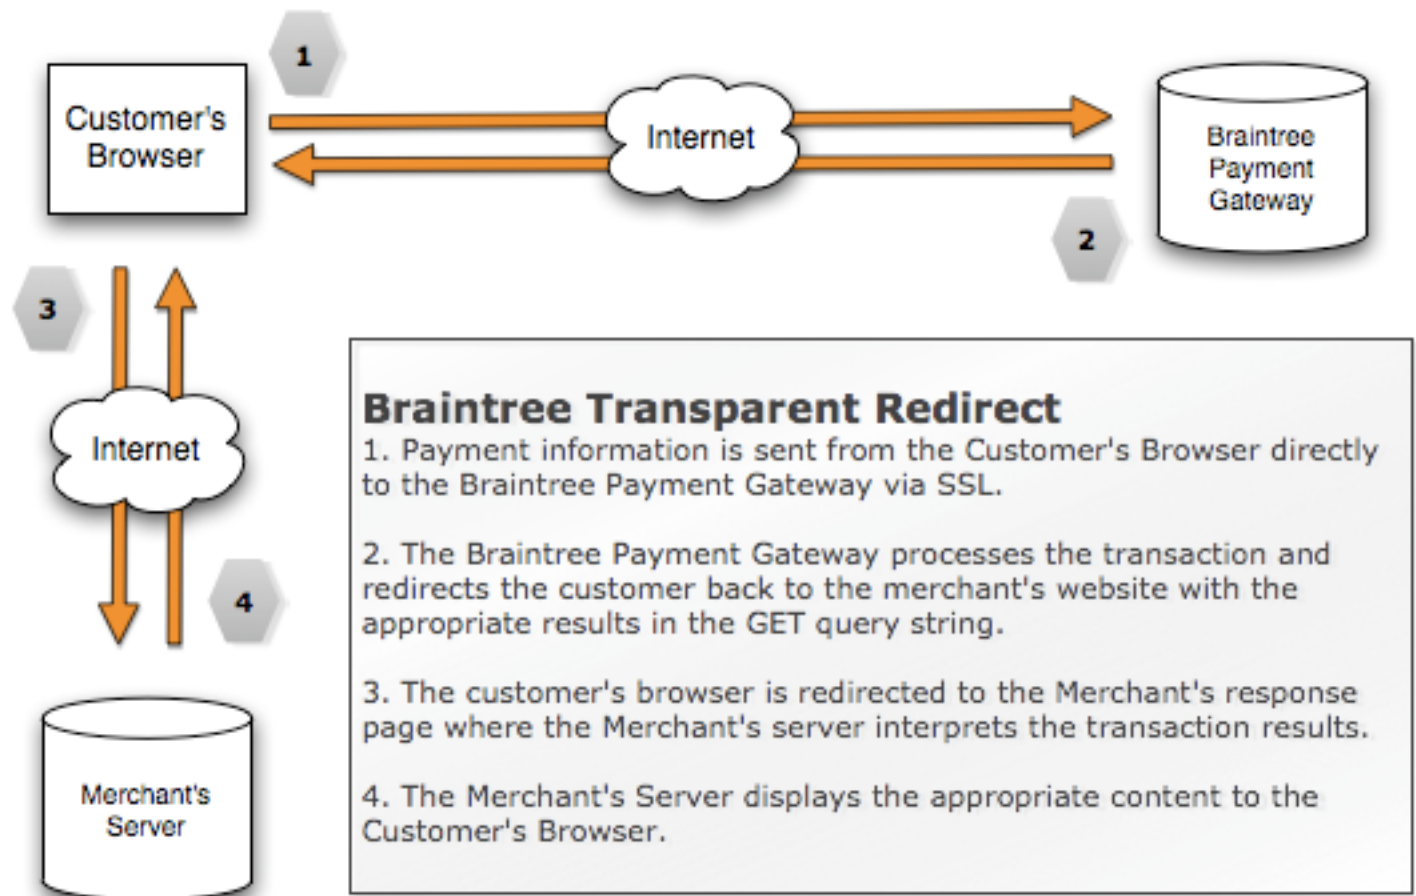 1
Customer's
Browser
Internet
Braintree
Payment
Gateway
2
3
Internet
4
Merchant's
Server
Braintree Transparent Redirect
1. Payment information is sent from the Customer's Browser directly
to the Braintree Payment Gateway via SSL.
2. The Braintree Payment Gateway processes the transaction and
redirects the customer back to the merchant's website with the
appropriate results in the GET query string.
3. The customer's browser is redirected to the Merchant's response
page where the Merchant's server interprets the transaction results.
4. The Merchant's Server displays the appropriate content to the
Customer's Browser.